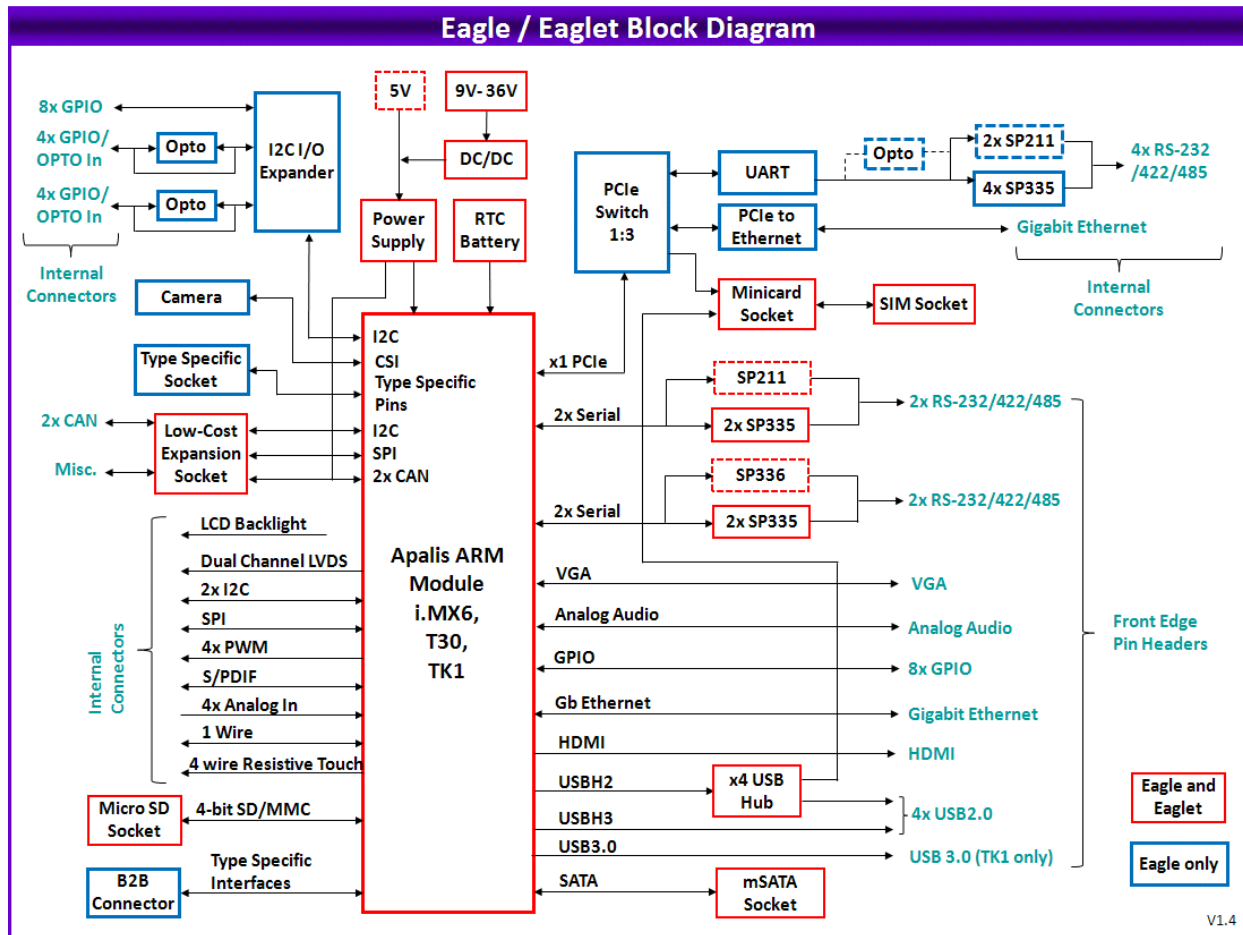 Eagle / Eaglet Block Diagram
5V
9V- 36V
DC/DC
Power
Supply
RTC
Battery
8x GPIO
4x GPIO/
OPTO In
Opto
4x GPIO/
OPTO In
Opto
I2C I/O
Expander
Internal
Connectors
Camera
Type Specific
Socket
2x CAN
Misc.
Low-Cost
Expansion
Socket
I2C
CSI
Type Specific
Pins
I2C
SPI
2x CAN
Apalis ARM
Module
i.MX6,
T30,
TK1
Internal
Connectors
LCD Backlight
Dual Channel LVDS
2x I2C
SPI
4x PWM
S/PDIF
4x Analog In
1 Wire
4 wire Resistive Touch
Micro SD
Socket
4-bit SD/MMC
B2B
Connector
Type Specific
Interfaces
PCIe
Switch
1:3
UART
Opto
2x SP211
4x SP335
4x RS-232
/422/485
PCIe to
Ethernet
Gigabit Ethernet
Internal
Connectors
Minicard
Socket
SIM Socket
x1 PCIe
2x Serial
SP211
2x SP335
2x RS-232/422/485
2x Serial
SP336
2x SP335
2x RS-232/422/485
VGA
VGA
Analog Audio
Analog Audio
GPIO
8x GPIO
Gb Ethernet
Gigabit Ethernet
HDMI
HDMI
USBH2
x4 USB
Hub
USBH3
4x USB2.0
USB3.0
USB 3.0 (TK1 only)
SATA
mSATA
Socket
Front Edge
Pin Headers
Eagle and
Eaglet
Eagle only
V1.4